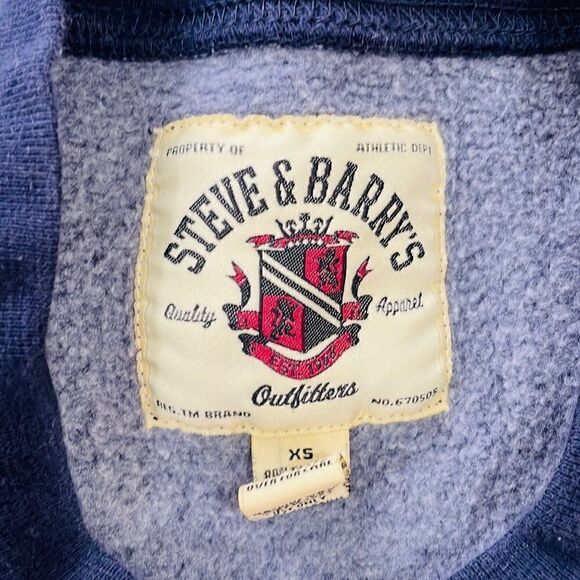 PROPERTY OF ATHLETIC DEPT
STEVE & BARRY'S
Quality Apparel
Outfitters
REG. TM BRAND NO. 670505
XS